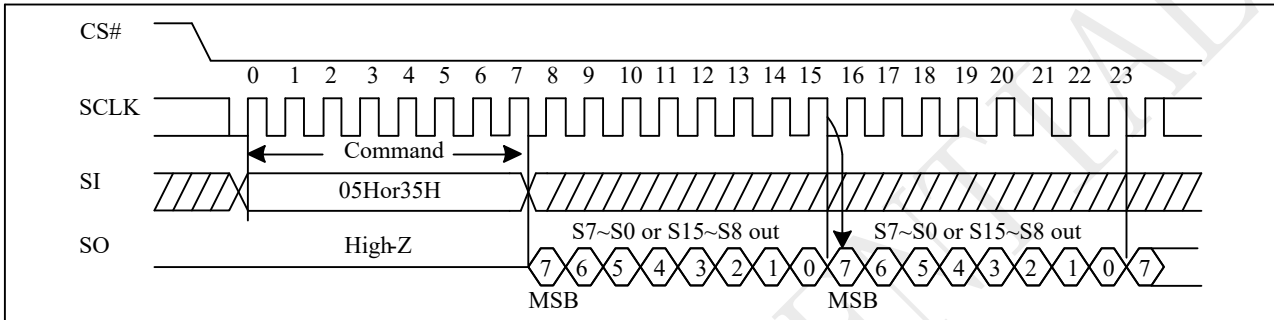 CS#
0 1 2 3 4 5 6 7 8 9 10 11 12 13 14 15 16 17 18 19 20 21 22 23
SCLK
Command
SI
05Hor35H
S7~S0 or S15~S8 out S7~S0 or S15~S8 out
SO
High-Z
7 6 5 4 3 2 1 0 7 6 5 4 3 2 1 0 7
MSB MSB